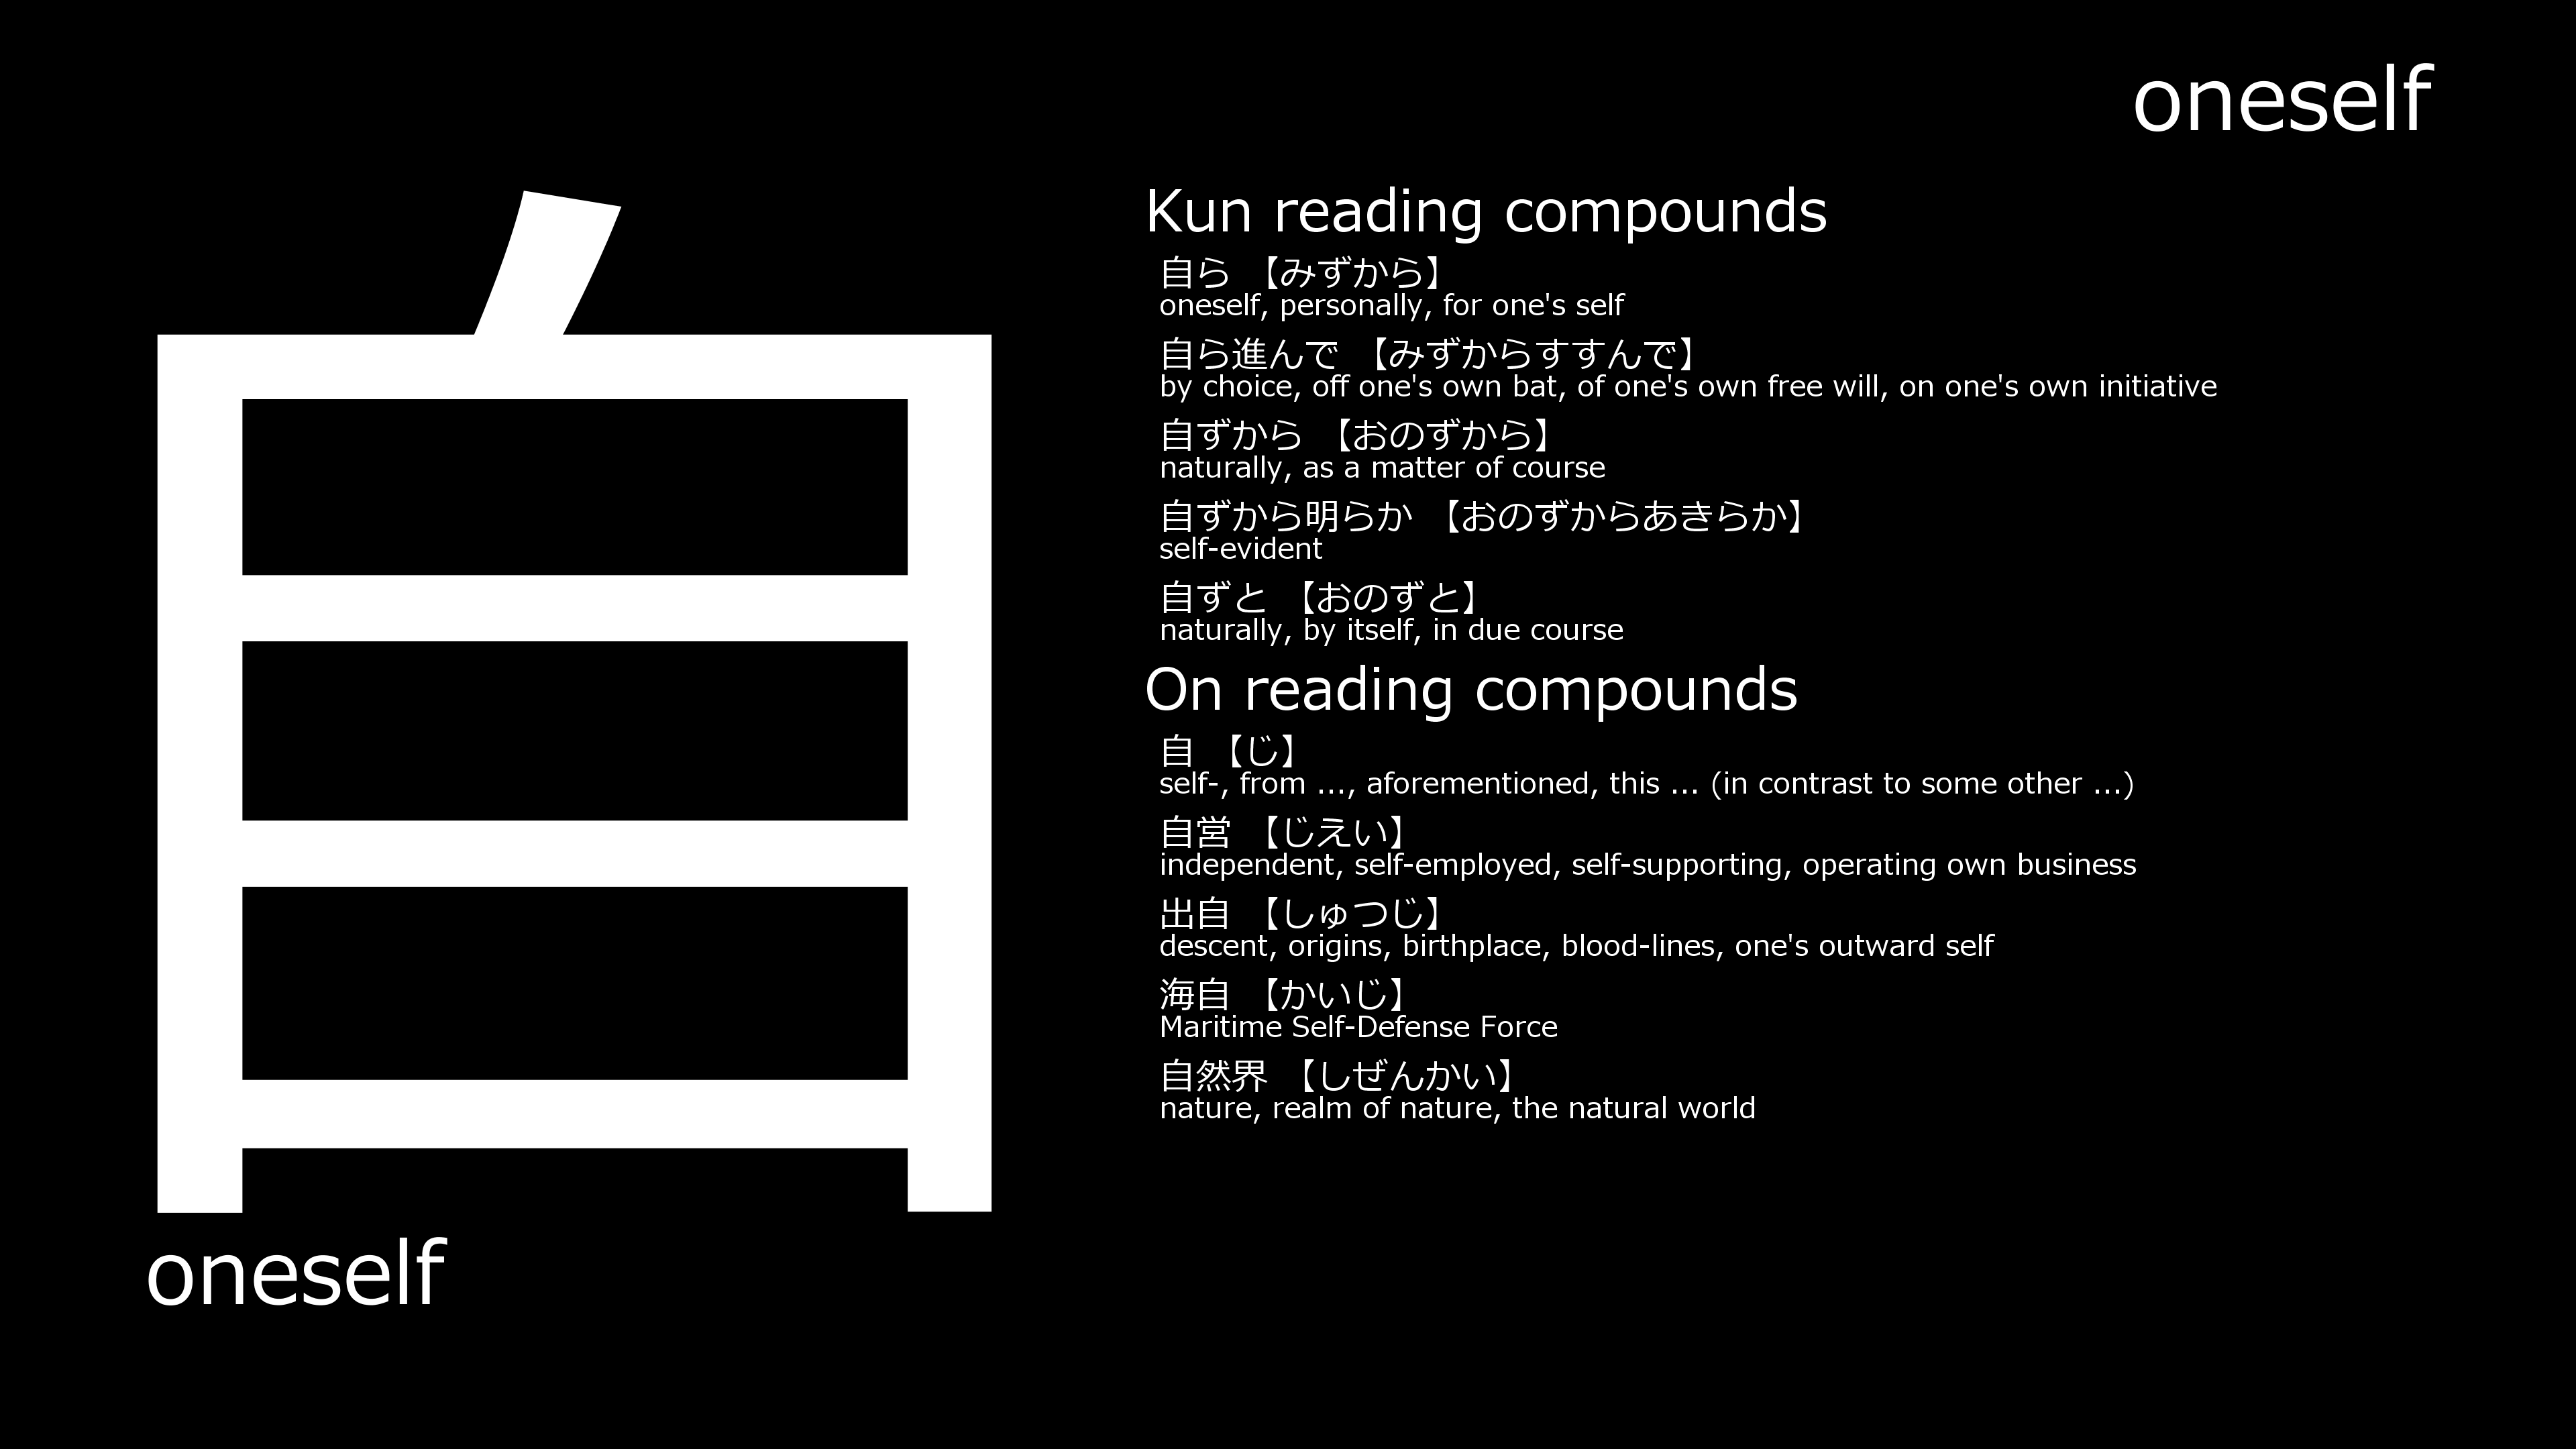 oneself
自
oneself
Kun reading compounds
自ら 【みずから】
oneself, personally, for one's self
自ら進んで 【みずからすすんで】
by choice, off one's own bat, of one's own free will, on one's own initiative
自ずから 【おのずから】
naturally, as a matter of course
自ずから明らか 【おのずからあきらか】
self-evident
自ずと 【おのずと】
naturally, by itself, in due course
On reading compounds
自 【じ】
self-, from ..., aforementioned, this ... (in contrast to some other ...)
自営 【じえい】
independent, self-employed, self-supporting, operating own business
出自 【しゅつじ】
descent, origins, birthplace, blood-lines, one's outward self
海自 【かいじ】
Maritime Self-Defense Force
自然界 【しぜんかい】
nature, realm of nature, the natural world